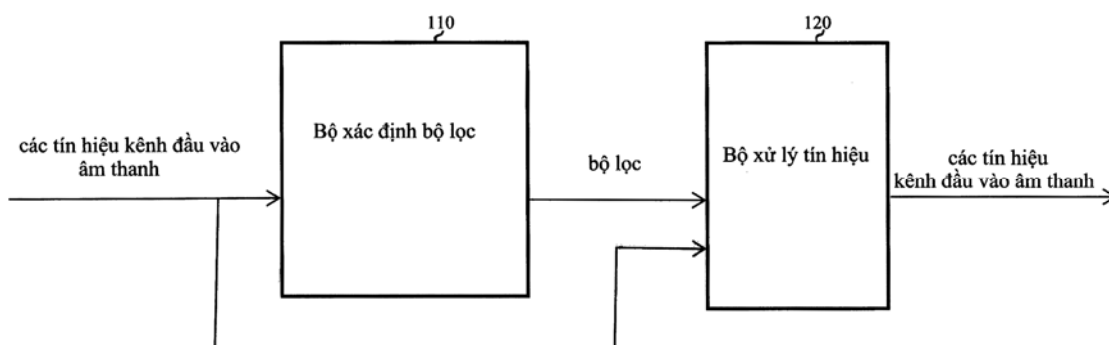 110
120
các tín hiệu kênh đầu vào
âm thanh
Bộ xác định bộ lọc
bộ lọc
Bộ xử lý tín hiệu
các tín hiệu
kênh đầu vào âm thanh